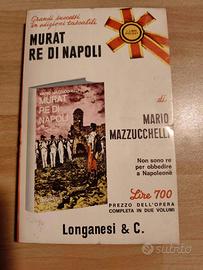 Grandi successi
in edizioni tascabili
MURAT
RE DI NAPOLI
di
MARIO
MAZZUCCHELLI
MURAT
RE DI
NAPOLI
Non sono re
per obbedire
a Napoleone
Lire 700
PREZZO DELL'OPERA
COMPLETA IN DUE VOLUMI
Longanesi & C.
subito